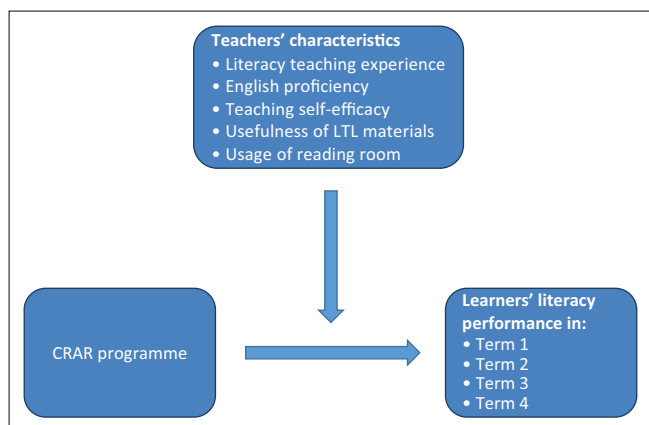 Teachers’ characteristics
• Literacy teaching experience
• English proficiency
• Teaching self-efficacy
• Usefulness of LTL materials
• Usage of reading room
CRAR programme
Learners’ literacy
performance in:
• Term 1
• Term 2
• Term 3
• Term 4